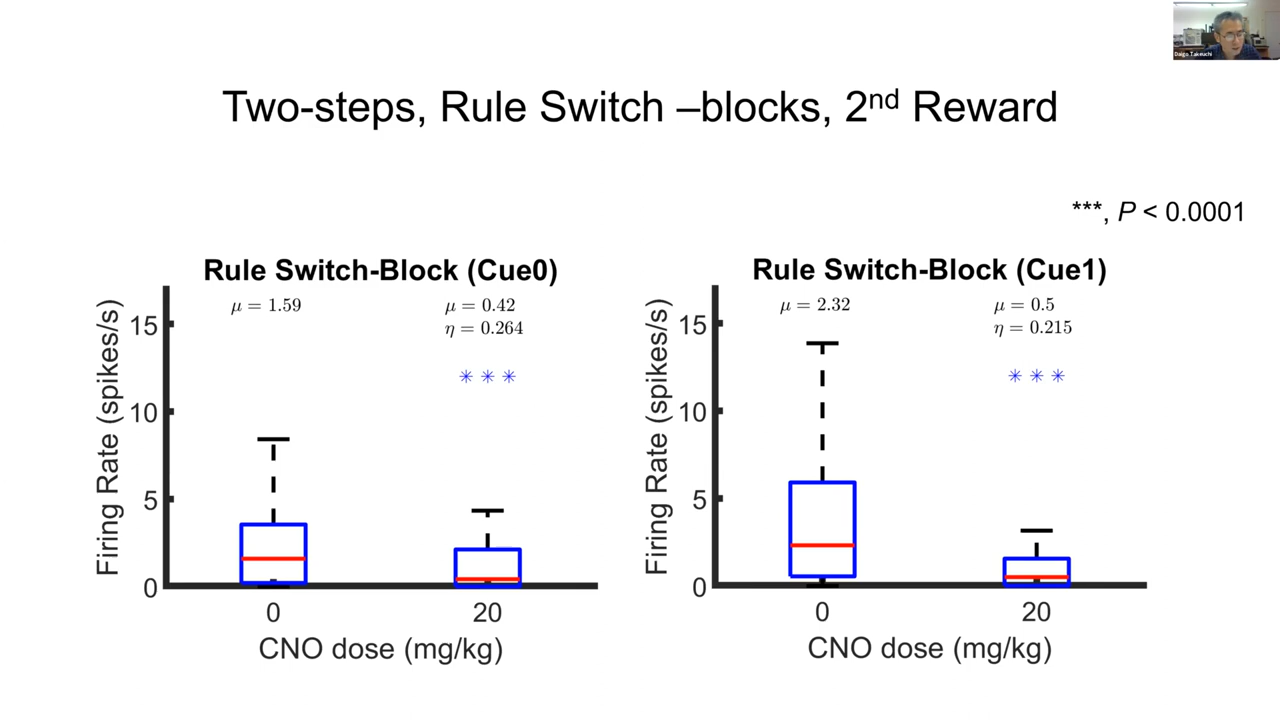 Daigo Takeuchi
Two-steps, Rule Switch –blocks, 2nd Reward
***, P < 0.0001
Rule Switch-Block (Cue0)
μ = 1.59
μ = 0.42
η = 0.264
✳ ✳ ✳
Firing Rate (spikes/s)
15
10
5
0
0
20
CNO dose (mg/kg)
Rule Switch-Block (Cue1)
μ = 2.32
μ = 0.5
η = 0.215
✳ ✳ ✳
Firing Rate (spikes/s)
15
10
5
0
0
20
CNO dose (mg/kg)